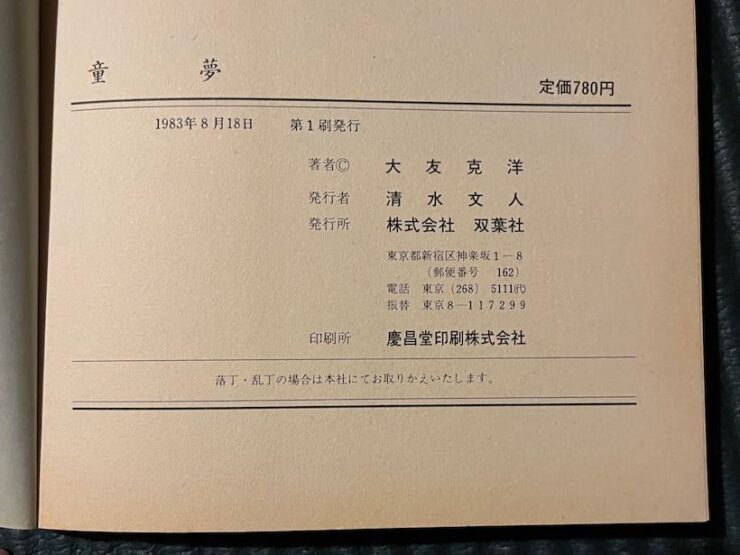 童 夢
定価780円
1983年8月18日 第1刷発行
著者© 大友克洋
発行者 清水文人
発行所 株式会社 双葉社
東京都新宿区神楽坂1－8
（郵便番号 162）
電話 東京（268）5111㈹
振替 東京8－117299
印刷所 慶昌堂印刷株式会社
落丁・乱丁の場合は本社にてお取りかえいたします。